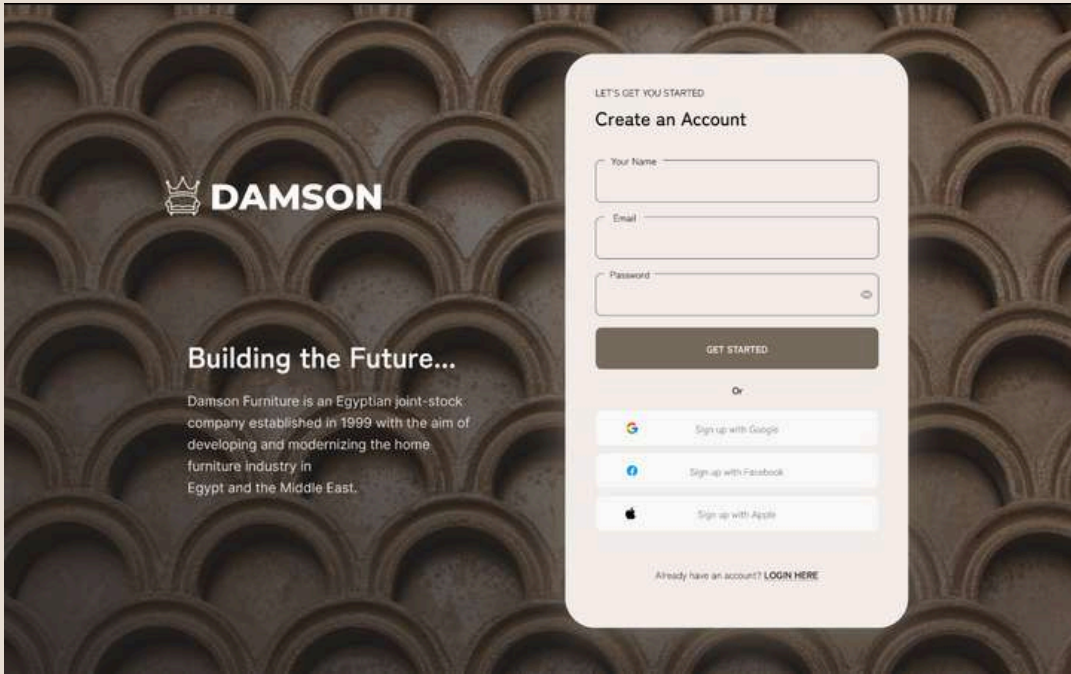 DAMSON
Building the Future...
Damson Furniture is an Egyptian joint-stock
company established in 1999 with the aim of
developing and modernizing the home
furniture industry in
Egypt and the Middle East.
LET'S GET YOU STARTED
Create an Account
Your Name
Email
Password
GET STARTED
Or
Sign up with Google
Sign up with Facebook
Sign up with Apple
Already have an account? LOGIN HERE